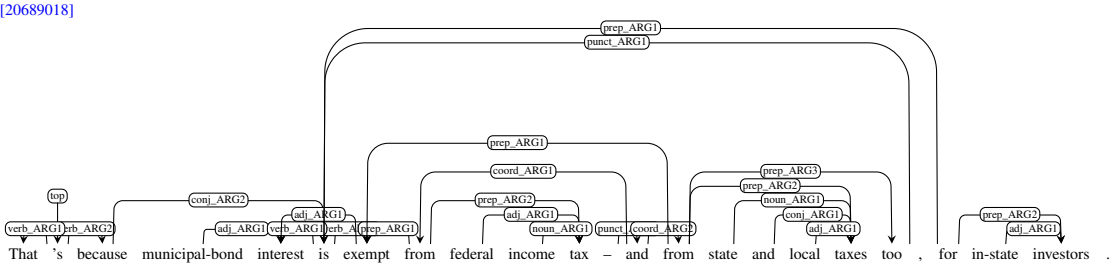 [20689018]
prep_ARG1
punct_ARG1
prep_ARG1
coord_ARG1 prep_ARG3
prep_ARG2
top conj_ARG2 prep_ARG2 noun_ARG1
adj_ARG1 adj_ARG1 conj_ARG1 prep_ARG2
verb_ARG1 erb_ARG2 adj_ARG1 verb_ARG1 verb_A prep_ARG1 noun_ARG1 punct_ coord_ARG2 adj_ARG1 adj_ARG1
That 's because municipal-bond interest is exempt from federal income tax – and from state and local taxes too , for in-state investors .